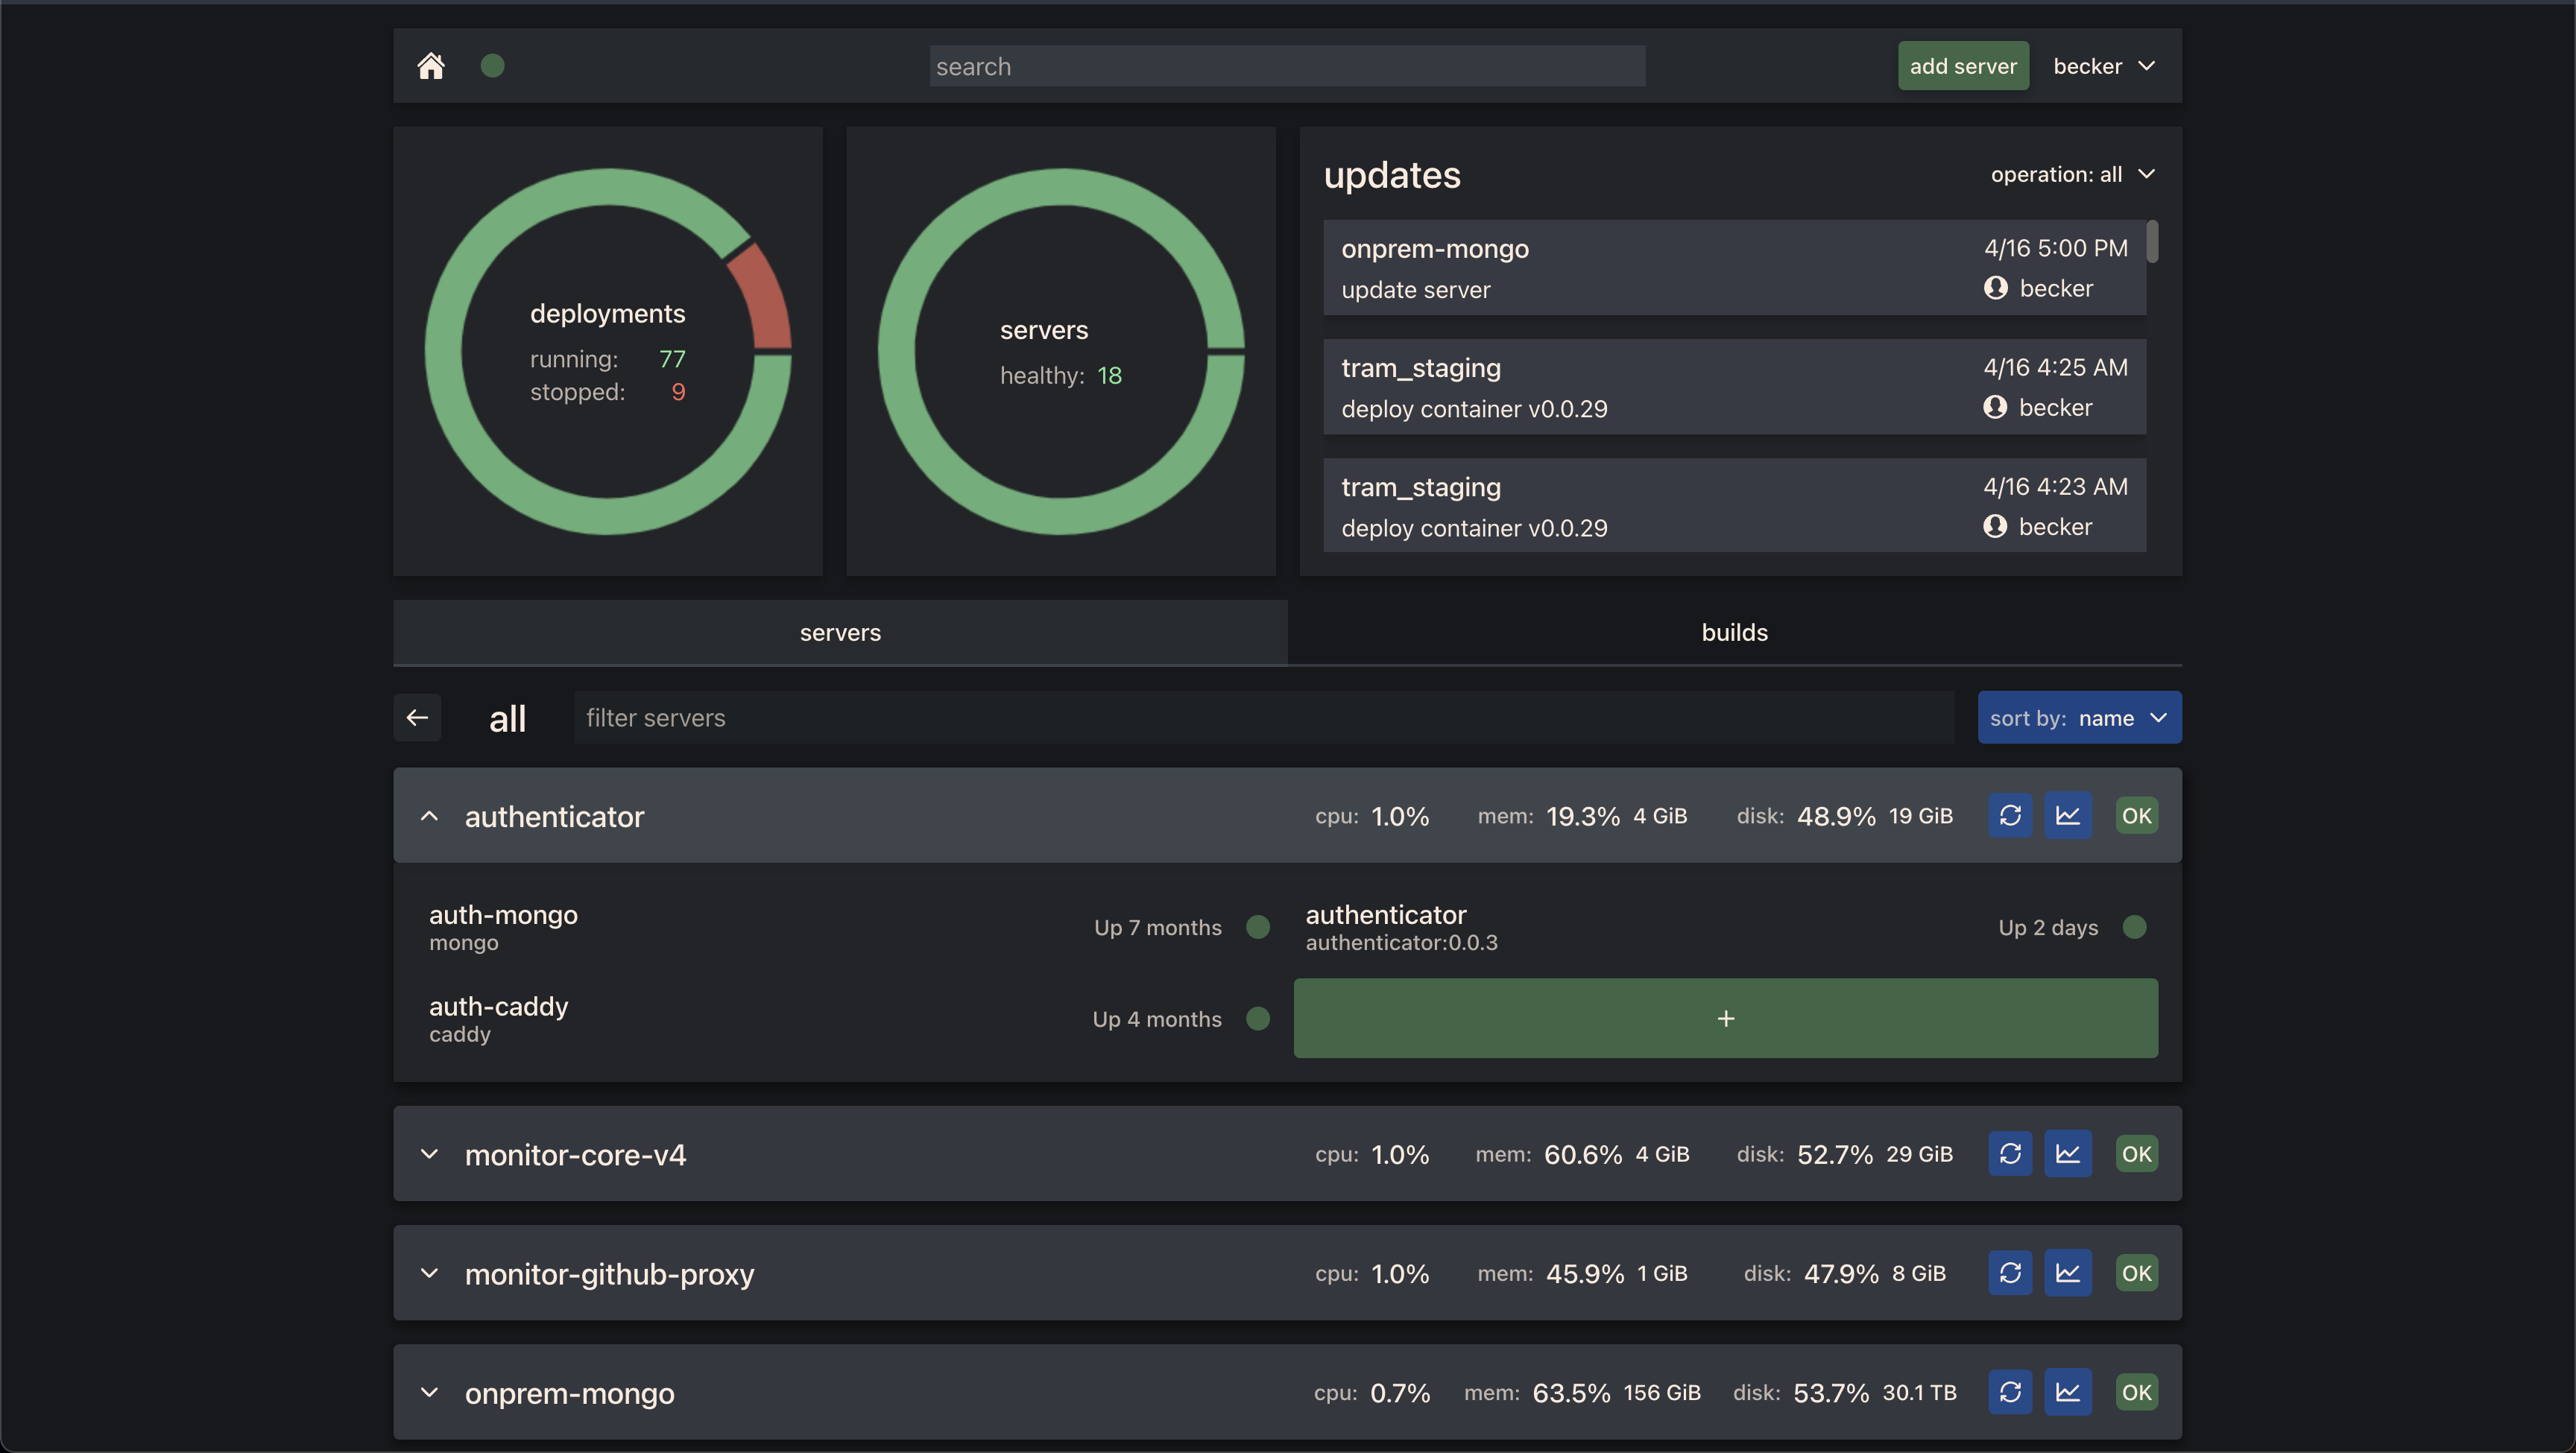 search
add server
becker
deployments
running: 77
stopped: 9
servers
healthy: 18
updates
operation: all
onprem-mongo
4/16 5:00 PM
update server
becker
tram_staging
4/16 4:25 AM
deploy container v0.0.29
becker
tram_staging
4/16 4:23 AM
deploy container v0.0.29
becker
servers
builds
all
filter servers
sort by: name
authenticator
cpu: 1.0%
mem: 19.3% 4 GiB
disk: 48.9% 19 GiB
OK
auth-mongo
mongo
Up 7 months
authenticator
authenticator:0.0.3
Up 2 days
auth-caddy
caddy
Up 4 months
+
monitor-core-v4
cpu: 1.0%
mem: 60.6% 4 GiB
disk: 52.7% 29 GiB
OK
monitor-github-proxy
cpu: 1.0%
mem: 45.9% 1 GiB
disk: 47.9% 8 GiB
OK
onprem-mongo
cpu: 0.7%
mem: 63.5% 156 GiB
disk: 53.7% 30.1 TB
OK